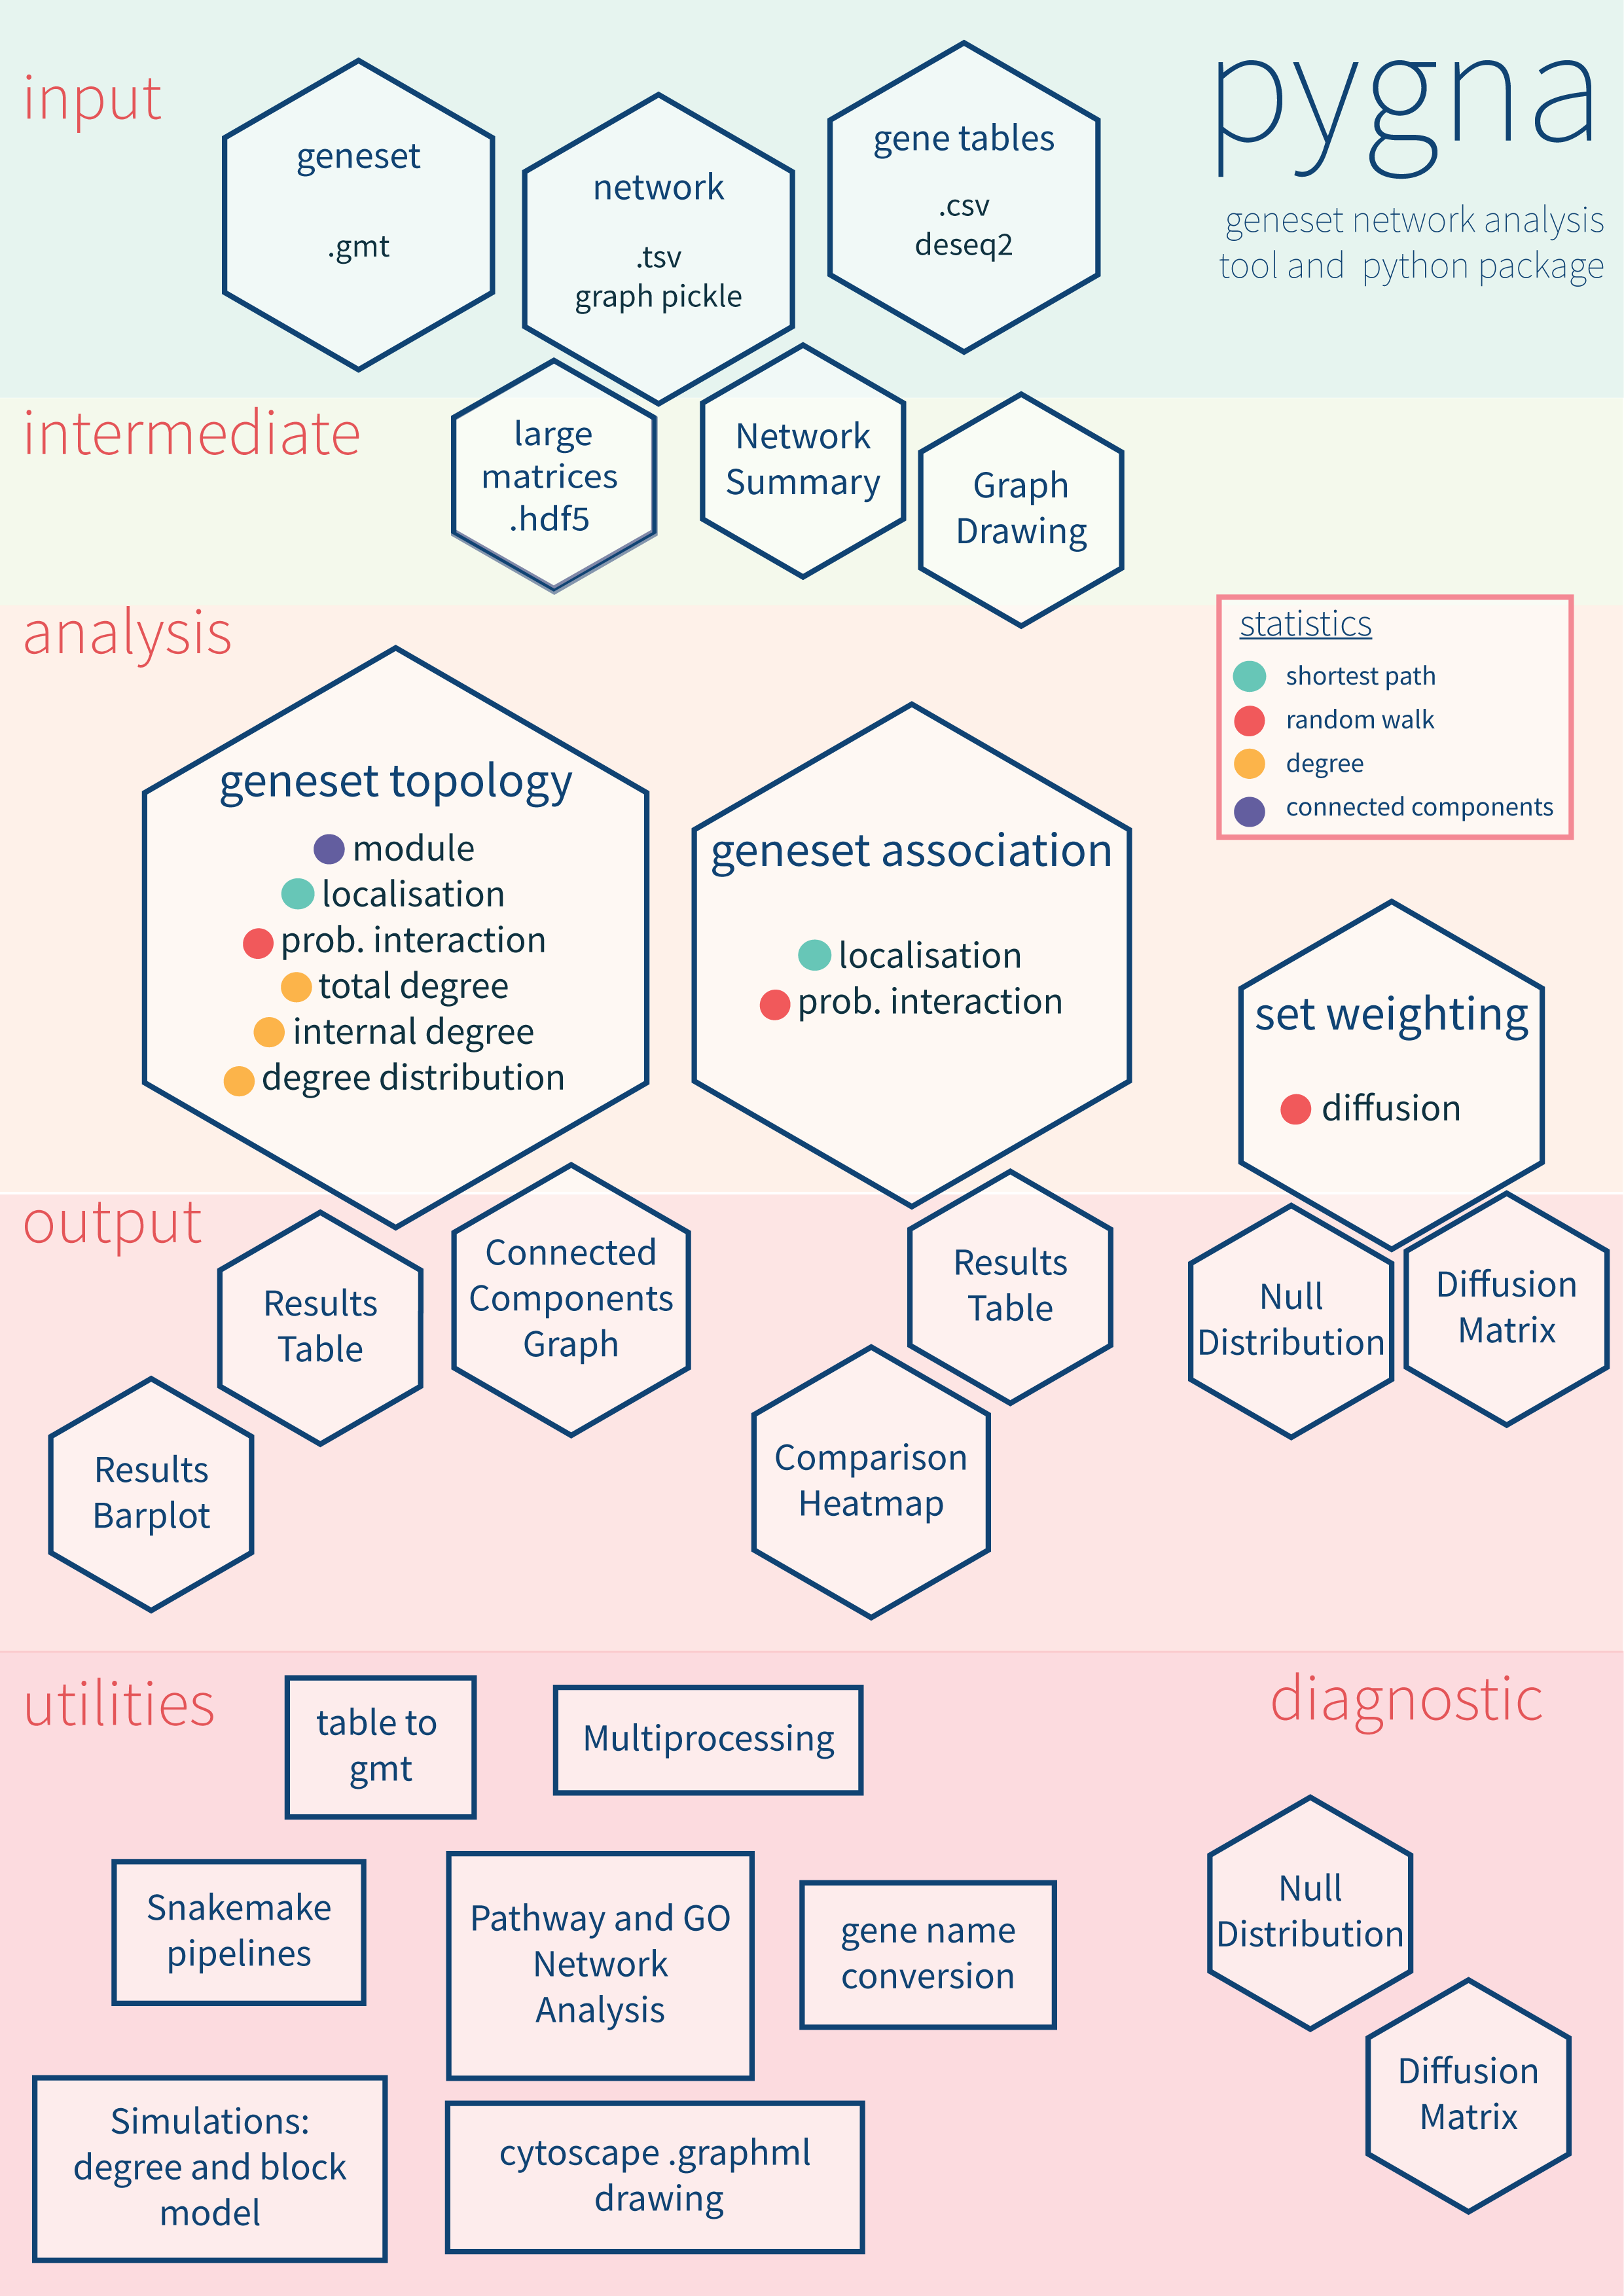 input
geneset
.gmt
network
.tsv
graph pickle
gene tables
.csv
deseq2
pygna
geneset network analysis
tool and python package
intermediate
large
matrices
.hdf5
Network
Summary
Graph
Drawing
analysis
statistics
shortest path
random walk
degree
connected components
geneset topology
module
localisation
prob. interaction
total degree
internal degree
degree distribution
geneset association
localisation
prob. interaction
set weighting
diffusion
output
Results
Barplot
Results
Table
Connected
Components
Graph
Comparison
Heatmap
Results
Table
Null
Distribution
Diffusion
Matrix
utilities
table to
gmt
Multiprocessing
Snakemake
pipelines
Pathway and GO
Network
Analysis
gene name
conversion
Simulations:
degree and block
model
cytoscape .graphml
drawing
diagnostic
Null
Distribution
Diffusion
Matrix